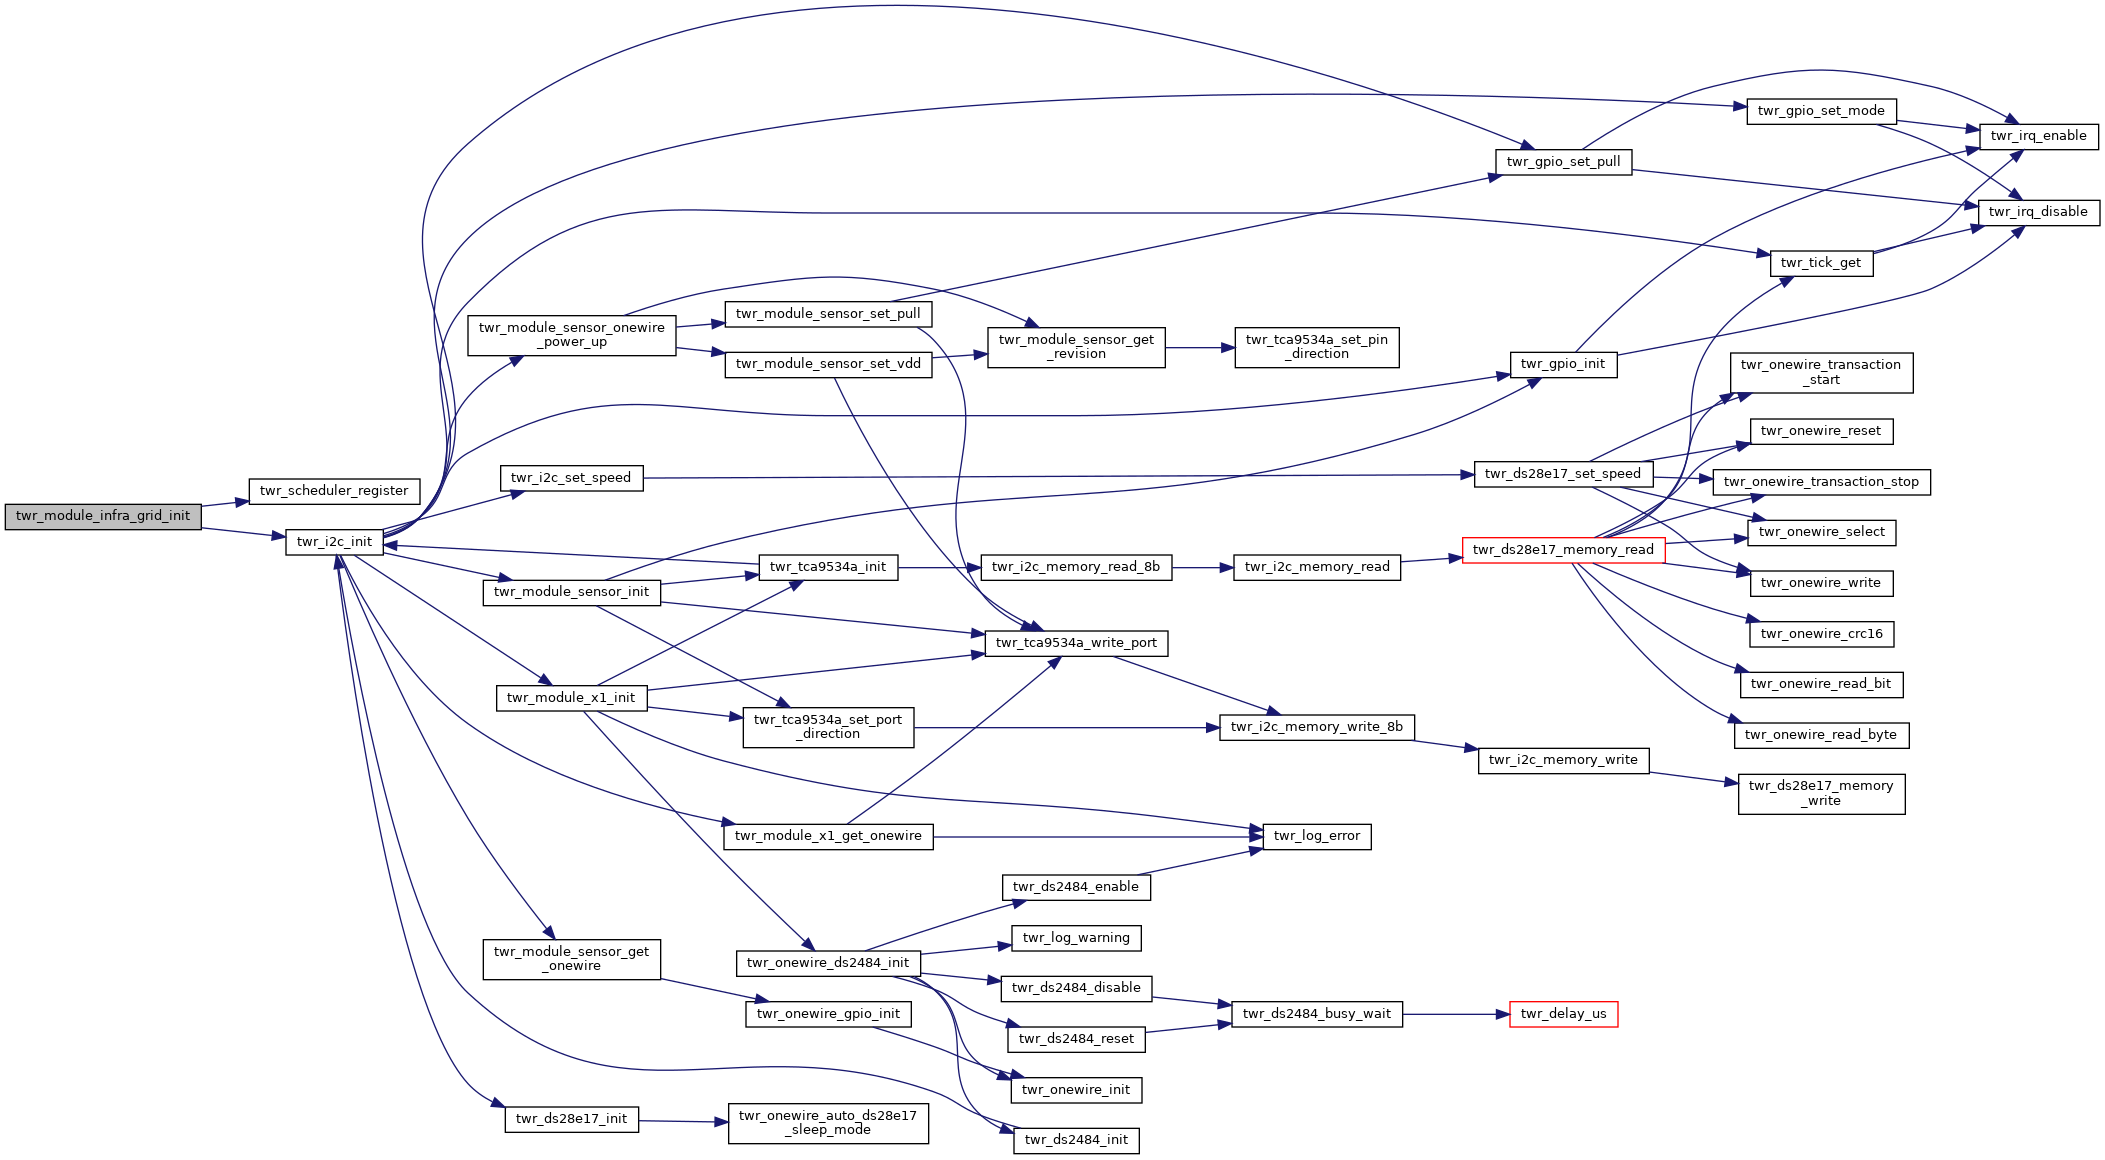 twr_module_infra_grid_init
twr_scheduler_register
twr_i2c_init
twr_module_sensor_onewire
_power_up
twr_i2c_set_speed
twr_module_sensor_init
twr_module_x1_init
twr_module_sensor_get
_onewire
twr_ds28e17_init
twr_module_sensor_set_pull
twr_module_sensor_set_vdd
twr_tca9534a_init
twr_tca9534a_set_port
_direction
twr_module_x1_get_onewire
twr_onewire_ds2484_init
twr_onewire_gpio_init
twr_onewire_auto_ds28e17
_sleep_mode
twr_module_sensor_get
_revision
twr_i2c_memory_read_8b
twr_tca9534a_write_port
twr_ds2484_enable
twr_log_warning
twr_ds2484_disable
twr_ds2484_reset
twr_onewire_init
twr_ds2484_init
twr_tca9534a_set_pin
_direction
twr_i2c_memory_read
twr_i2c_memory_write_8b
twr_log_error
twr_ds2484_busy_wait
twr_gpio_set_pull
twr_gpio_init
twr_ds28e17_set_speed
twr_ds28e17_memory_read
twr_i2c_memory_write
twr_delay_us
twr_gpio_set_mode
twr_tick_get
twr_onewire_transaction
_start
twr_onewire_reset
twr_onewire_transaction_stop
twr_onewire_select
twr_onewire_write
twr_onewire_crc16
twr_onewire_read_bit
twr_onewire_read_byte
twr_ds28e17_memory
_write
twr_irq_enable
twr_irq_disable